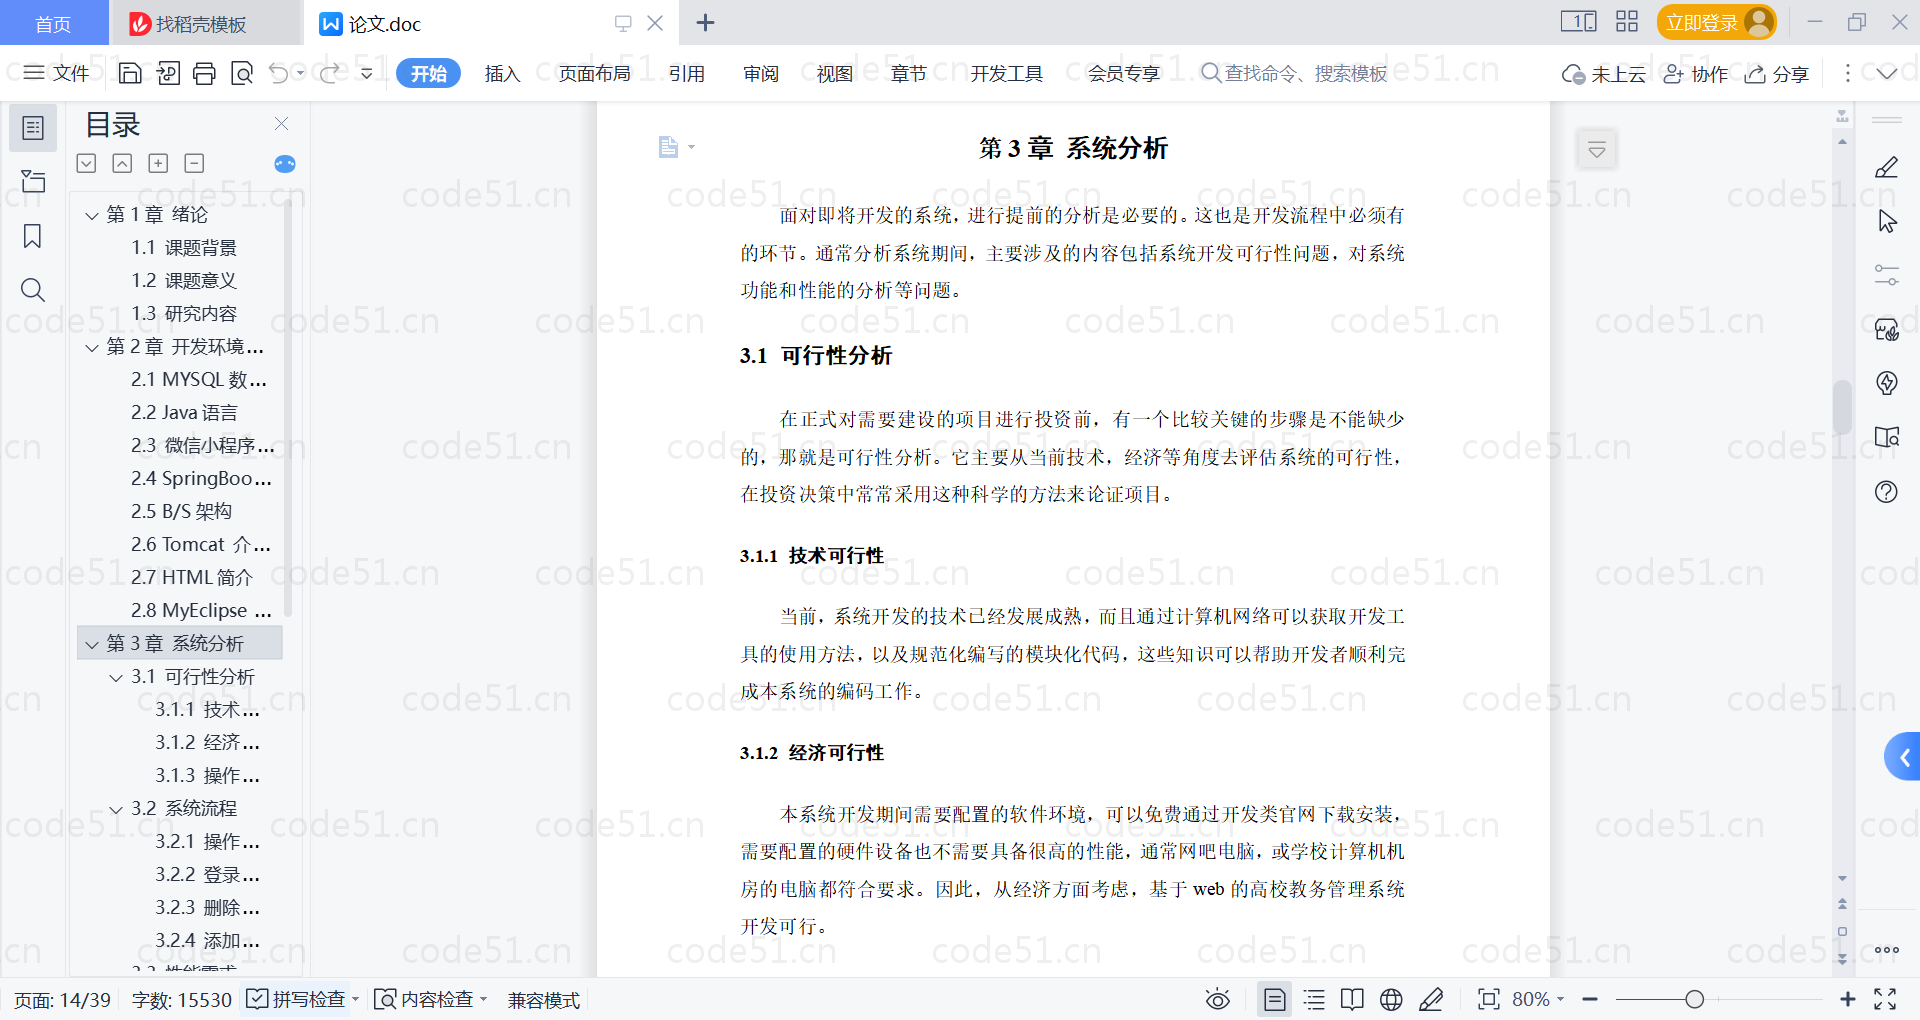 首页
找稻壳模板
论文.doc
立即登录
文件
开始
插入
页面布局
引用
审阅
视图
章节
开发工具
会员专享
查找命令、搜索模板
未上云
协作
分享
目录
第 1 章 绪论
1.1 课题背景
1.2 课题意义
1.3 研究内容
第 2 章 开发环境...
2.1 MYSQL 数...
2.2 Java 语言
2.3 微信小程序...
2.4 SpringBoo...
2.5 B/S 架构
2.6 Tomcat 介...
2.7 HTML 简介
2.8 MyEclipse ...
第 3 章 系统分析
3.1 可行性分析
3.1.1 技术...
3.1.2 经济...
3.1.3 操作...
3.2 系统流程
3.2.1 操作...
3.2.2 登录...
3.2.3 删除...
3.2.4 添加...
第 3 章 系统分析
面对即将开发的系统，进行提前的分析是必要的。这也是开发流程中必须有
的环节。通常分析系统期间，主要涉及的内容包括系统开发可行性问题，对系统
功能和性能的分析等问题。
3.1 可行性分析
在正式对需要建设的项目进行投资前，有一个比较关键的步骤是不能缺少
的，那就是可行性分析。它主要从当前技术，经济等角度去评估系统的可行性，
在投资决策中常常采用这种科学的方法来论证项目。
3.1.1 技术可行性
当前，系统开发的技术已经发展成熟，而且通过计算机网络可以获取开发工
具的使用方法，以及规范化编写的模块化代码，这些知识可以帮助开发者顺利完
成本系统的编码工作。
3.1.2 经济可行性
本系统开发期间需要配置的软件环境，可以免费通过开发类官网下载安装，
需要配置的硬件设备也不需要具备很高的性能，通常网吧电脑，或学校计算机机
房的电脑都符合要求。因此，从经济方面考虑，基于 web 的高校教务管理系统
开发可行。
页面: 14/39
字数: 15530
拼写检查
内容检查
兼容模式
80%
code51.cn